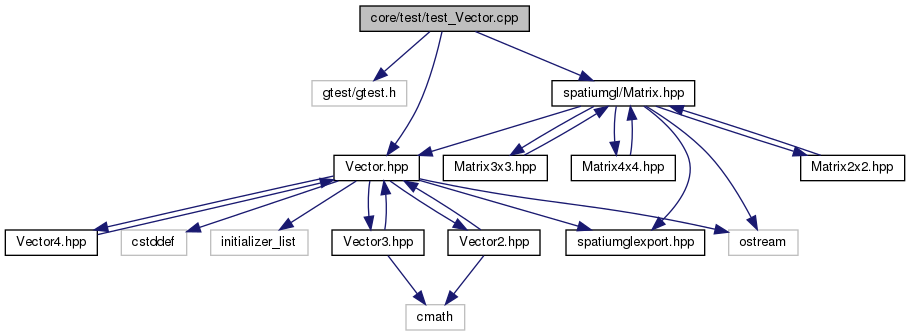 core/test/test_Vector.cpp
gtest/gtest.h
spatiumgl/Matrix.hpp
Vector.hpp
Matrix3x3.hpp
Matrix4x4.hpp
Matrix2x2.hpp
Vector4.hpp
cstddef
initializer_list
Vector3.hpp
Vector2.hpp
spatiumglexport.hpp
ostream
cmath